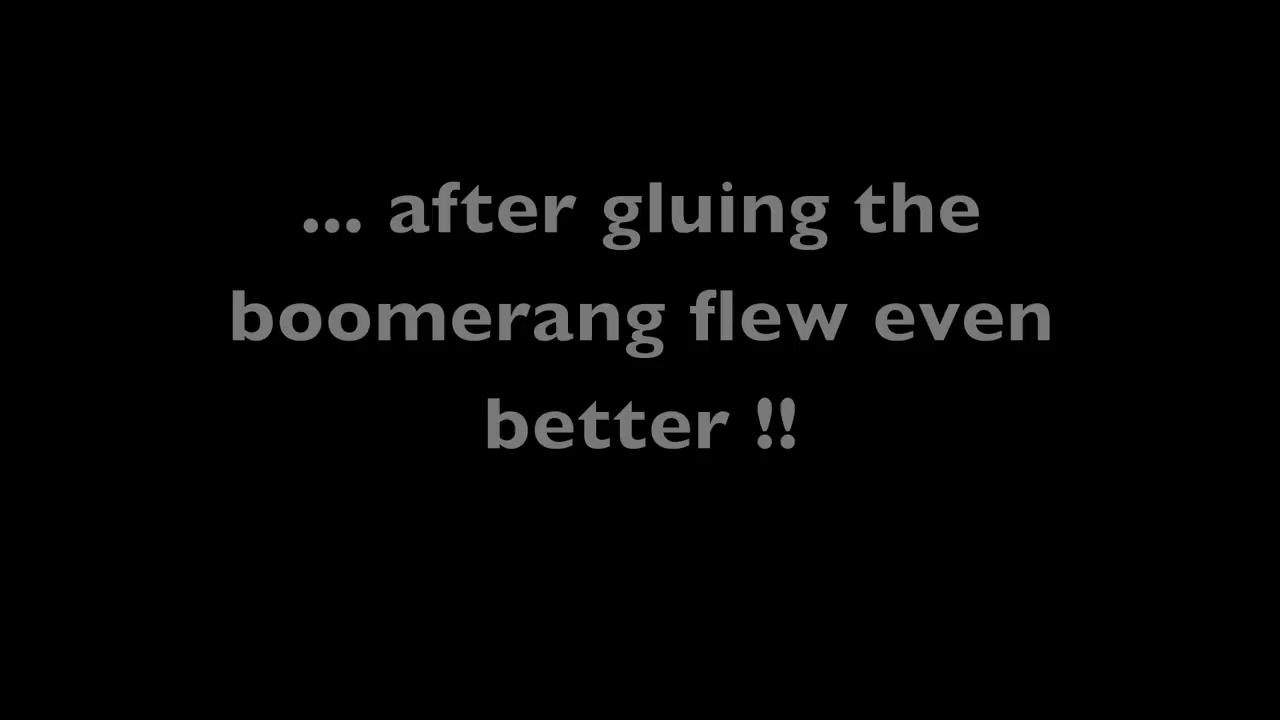 ... after gluing the
boomerang flew even
better !!